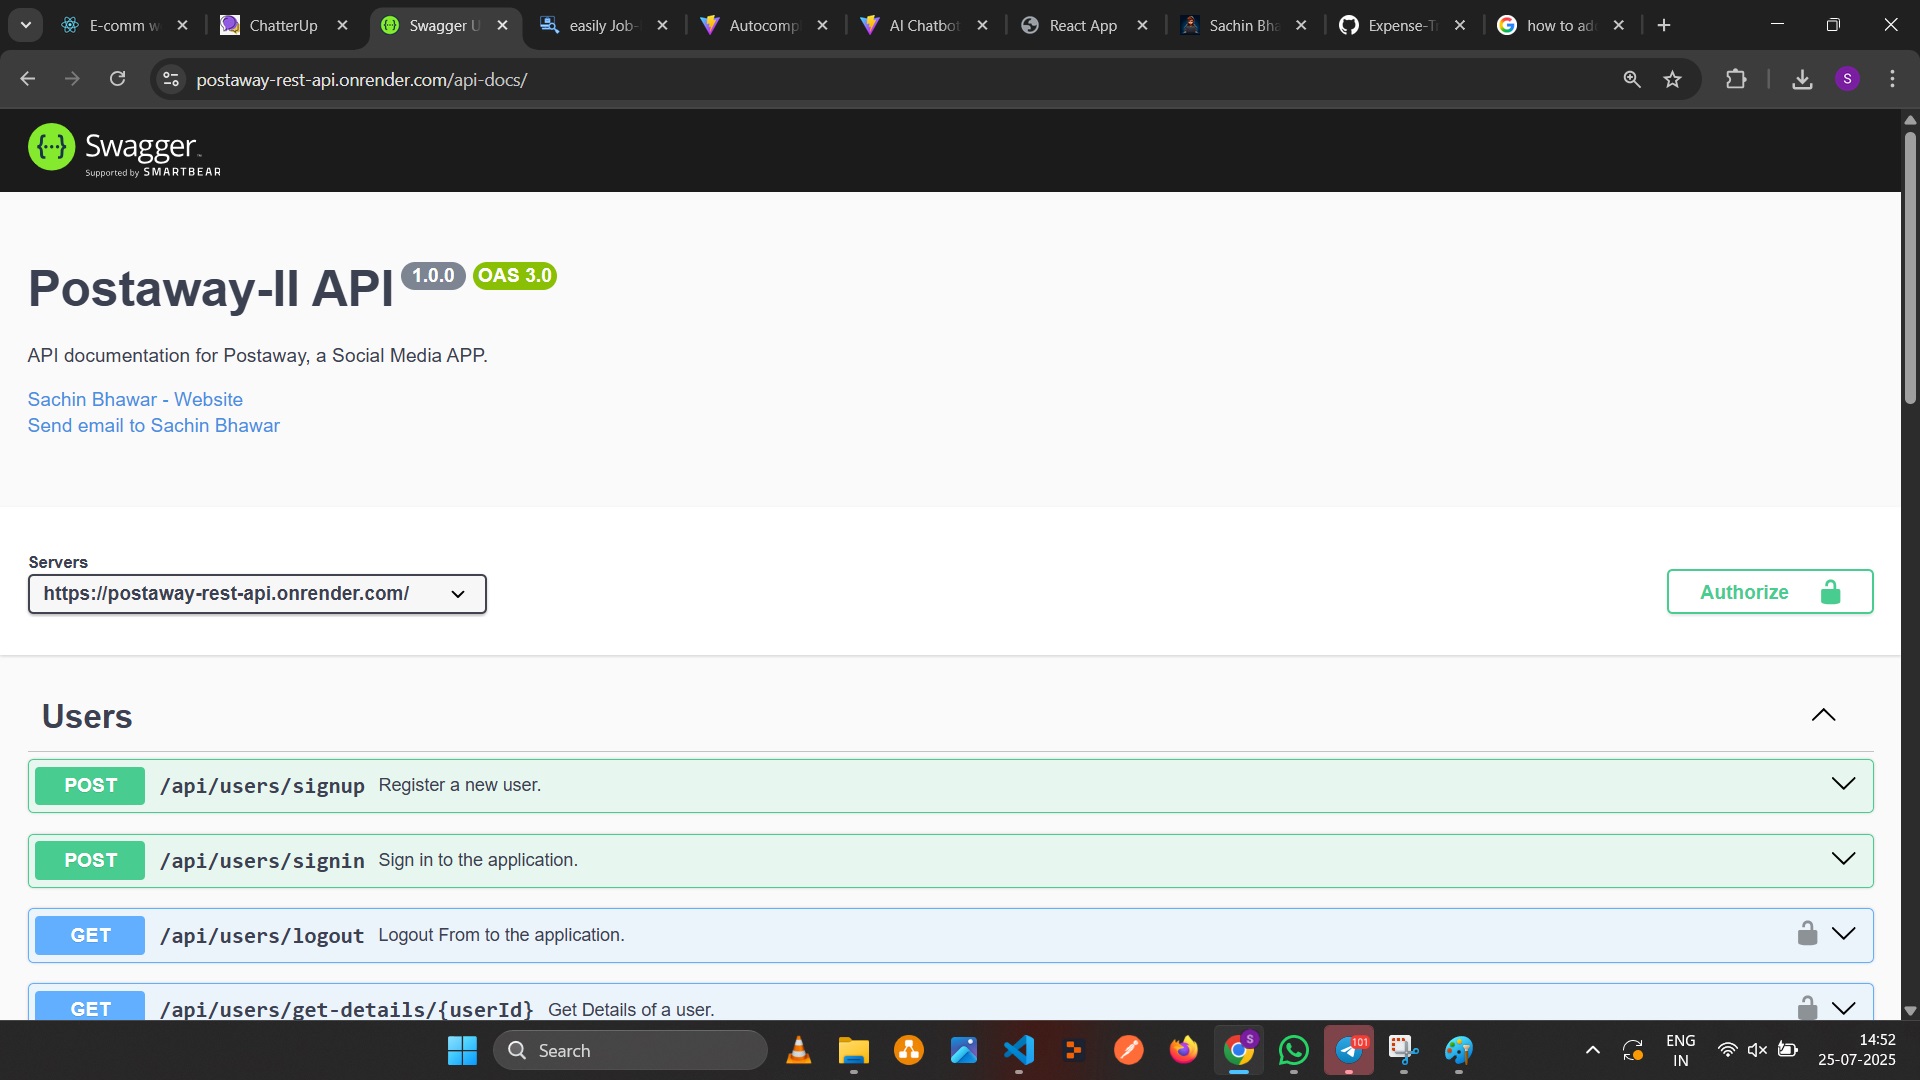 E-comm w
ChatterUp
Swagger U
easily Job-
Autocomp
AI Chatbot
React App
Sachin Bha
Expense-Tr
how to ad
postaway-rest-api.onrender.com/api-docs/
S
Swagger
Supported by SMARTBEAR
Postaway-II API 1.0.0 OAS 3.0
API documentation for Postaway, a Social Media APP.
Sachin Bhawar - Website
Send email to Sachin Bhawar
Servers
https://postaway-rest-api.onrender.com/
Authorize
Users
POST /api/users/signup Register a new user.
POST /api/users/signin Sign in to the application.
GET /api/users/logout Logout From to the application.
GET /api/users/get-details/{userId} Get Details of a user.
Search
S
101
ENG
IN
14:52
25-07-2025